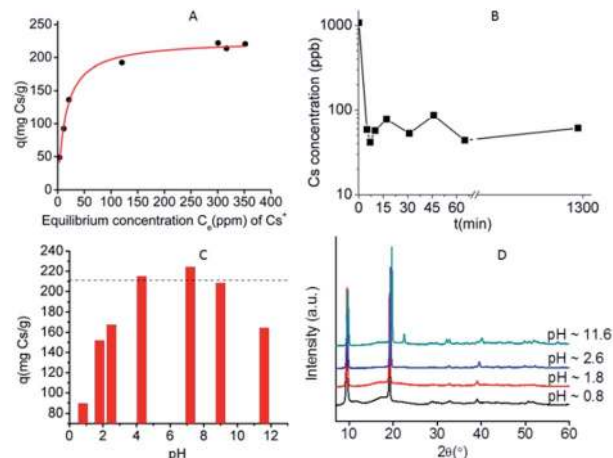 A
q(mg Cs/g)
250
200
150
100
50
0
0 50 100 150 200 250 300 350 400
Equilibrium concentration Cₑ(ppm) of Cs⁺
B
Cs concentration (ppb)
1000
100
10
0 15 30 45 60 1300
t(min)
C
q(mg Cs/g)
240
220
200
180
160
140
120
100
80
0 2 4 6 8 10 12 14
pH
D
Intensity (a.u.)
pH ~ 11.6
pH ~ 2.6
pH ~ 1.8
pH ~ 0.8
10 20 30 40 50 60
2θ(°)